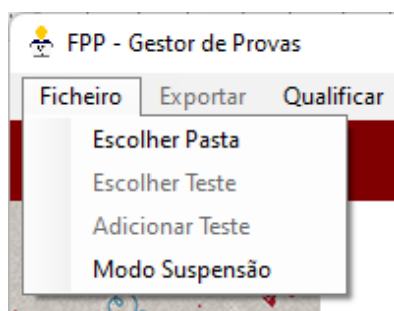 FPP - Gestor de Provas
Ficheiro Exportar Qualificar
Escolher Pasta
Escolher Teste
Adicionar Teste
Modo Suspensão